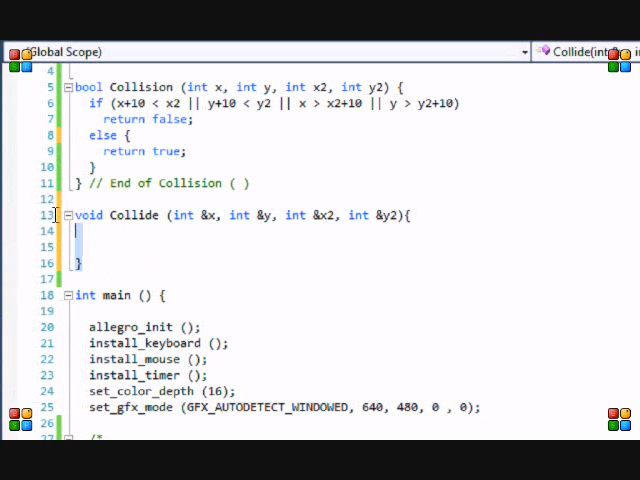 (Global Scope) Collide(int
4
5 bool Collision (int x, int y, int x2, int y2) {
6 if (x+10 < x2 || y+10 < y2 || x > x2+10 || y > y2+10)
7 return false;
8 else {
9 return true;
10 }
11 } // End of Collision ( )
12
13 void Collide (int &x, int &y, int &x2, int &y2){
14
15
16 }
17
18 int main () {
19
20 allegro_init ();
21 install_keyboard ();
22 install_mouse ();
23 install_timer ();
24 set_color_depth (16);
25 set_gfx_mode (GFX_AUTODETECT_WINDOWED, 640, 480, 0 , 0);
26
27 /*